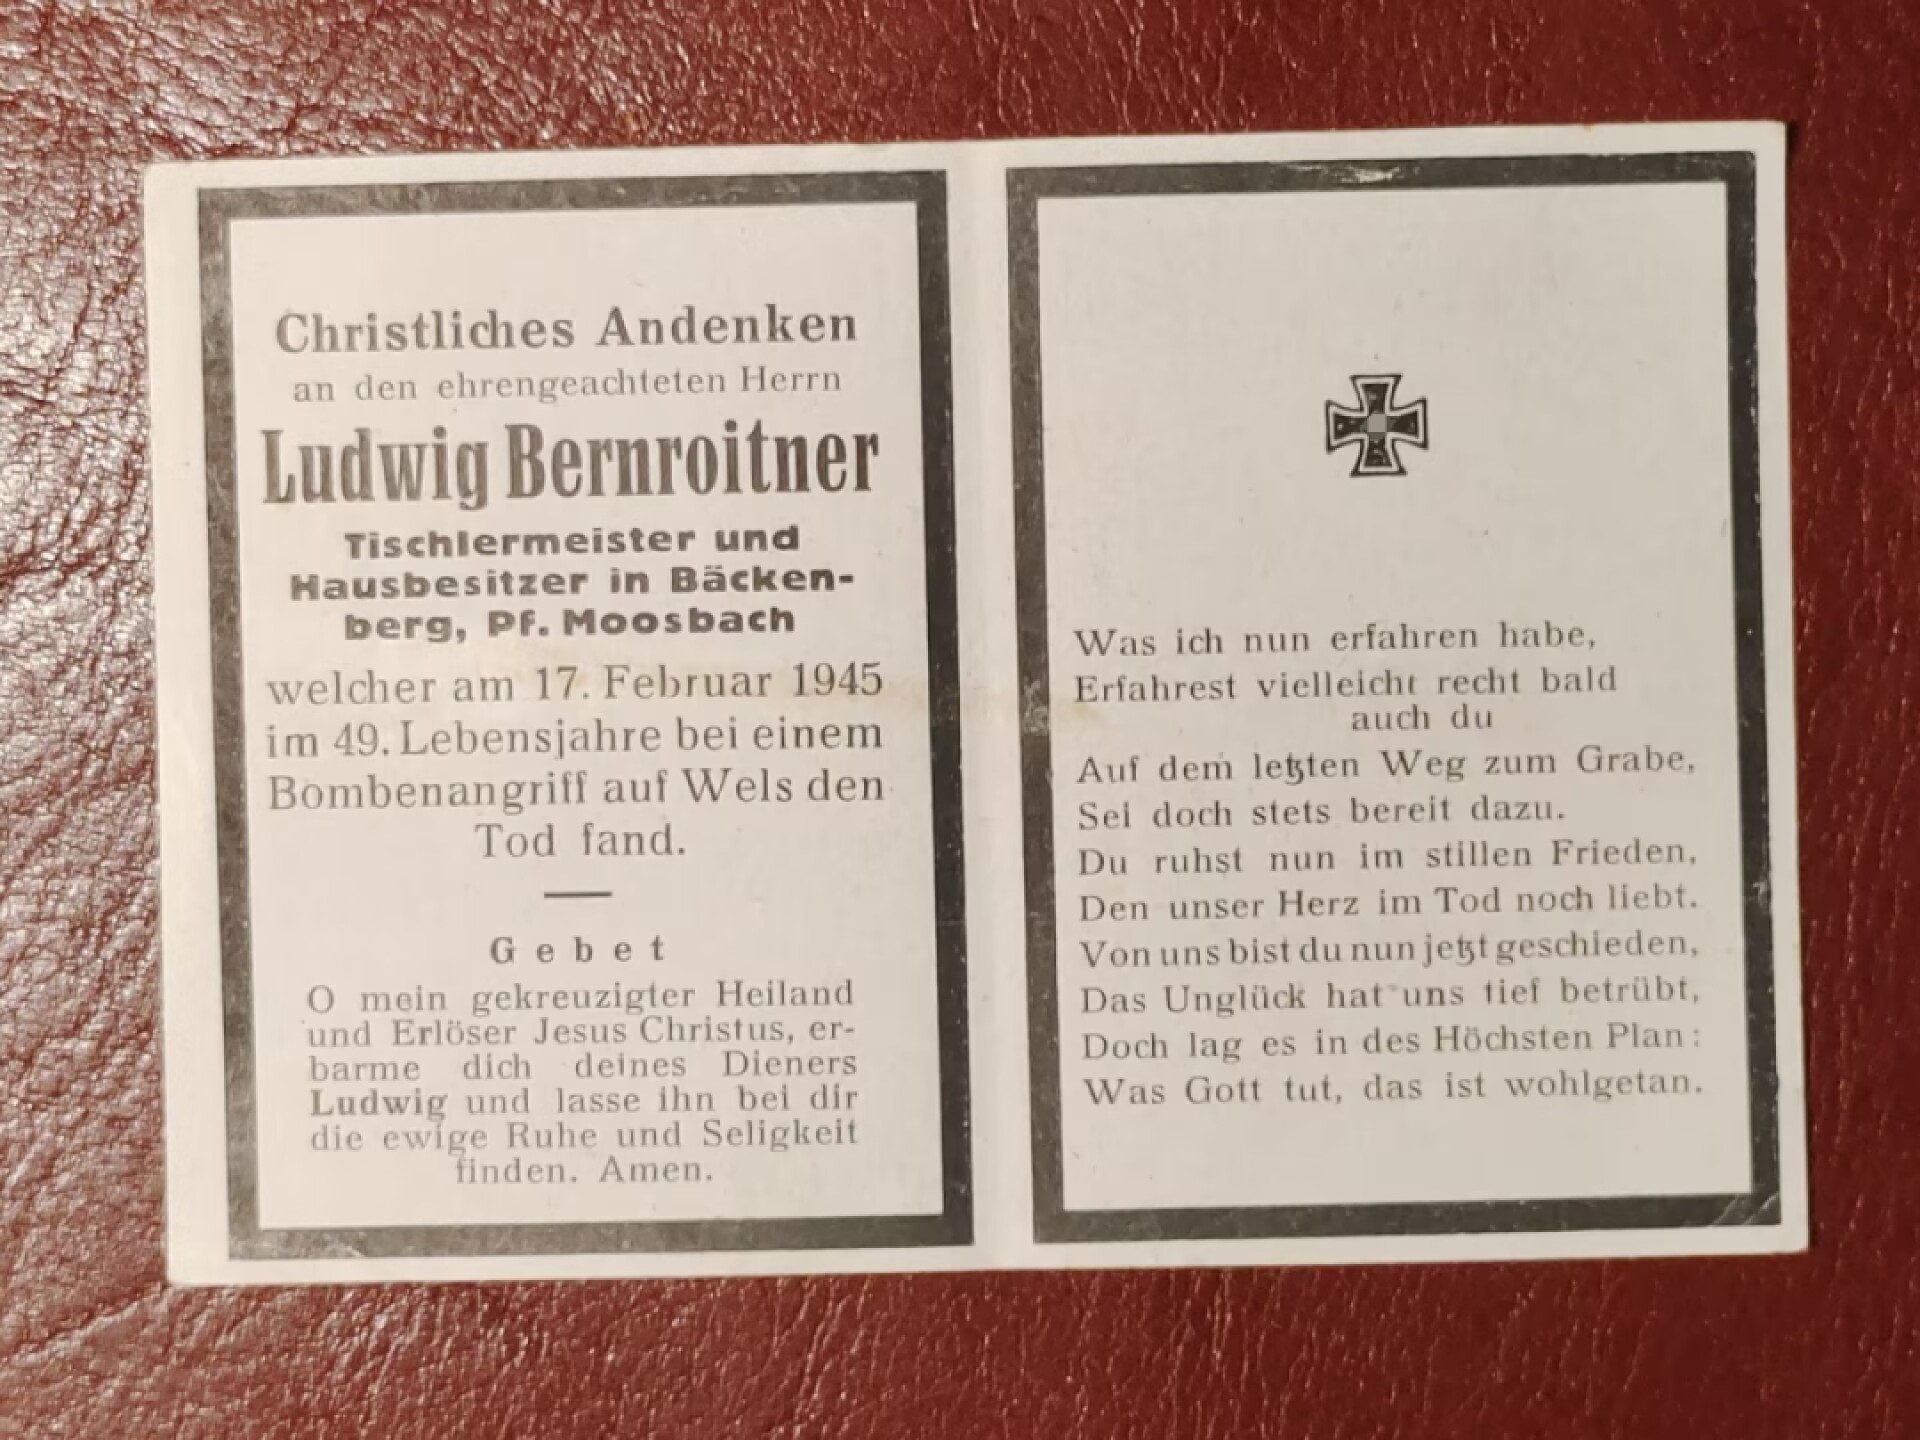 Christliches Andenken
an den ehrengeachteten Herrn
Ludwig Bernroitner
Tischlermeister und
Hausbesitzer in Bäcken-
berg, Pf. Moosbach
welcher am 17. Februar 1945
im 49. Lebensjahre bei einem
Bombenangriff auf Wels den
Tod fand.
Gebet
O mein gekreuzigter Heiland
und Erlöser Jesus Christus, er-
barme dich deines Dieners
Ludwig und lasse ihn bei dir
die ewige Ruhe und Seligkeit
finden. Amen.
Was ich nun erfahren habe,
Erfahrest vielleicht recht bald
auch du
Auf dem letzten Weg zum Grabe,
Sei doch stets bereit dazu.
Du ruhst nun im stillen Frieden,
Den unser Herz im Tod noch liebt.
Von uns bist du nun jetzt geschieden,
Das Unglück hat uns tief betrübt,
Doch lag es in des Höchsten Plan:
Was Gott tut, das ist wohlgetan.